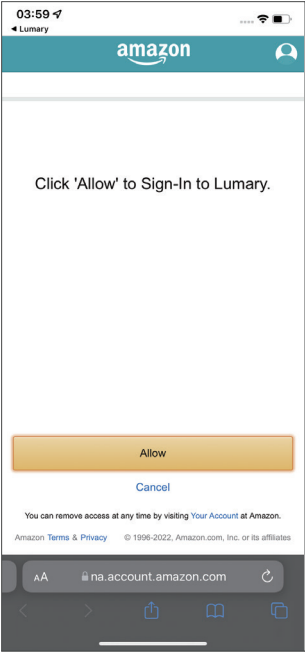 03:59
◀ Lumary
amazon
Click 'Allow' to Sign-In to Lumary.
Allow
Cancel
You can remove access at any time by visiting Your Account at Amazon.
Amazon Terms & Privacy © 1996-2022, Amazon.com, Inc. or its affiliates
AA na.account.amazon.com